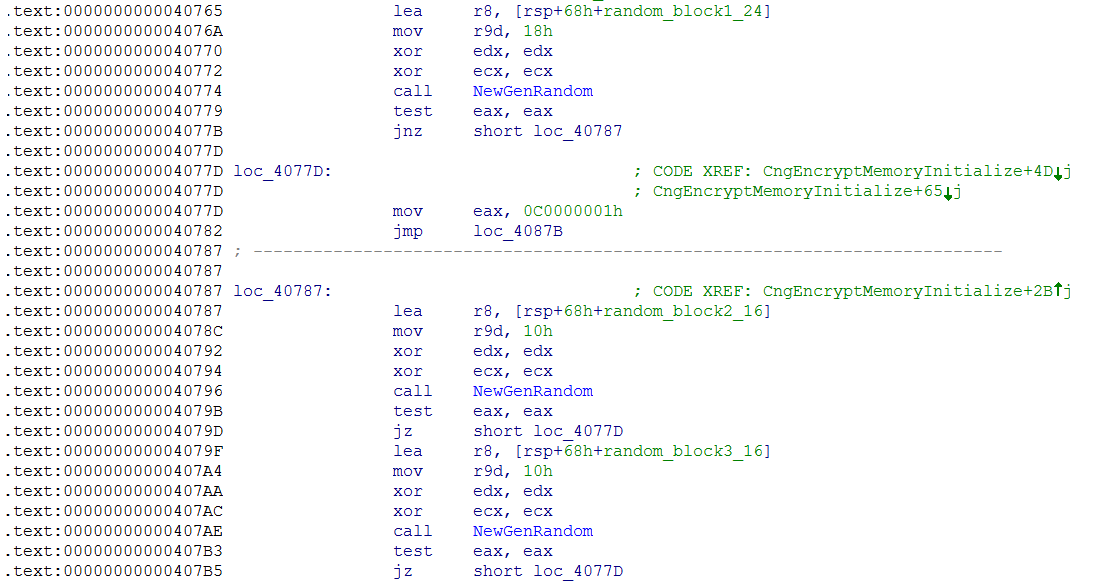 .text:0000000000040765                 lea     r8, [rsp+68h+random_block1_24]
.text:000000000004076A                 mov     r9d, 18h
.text:0000000000040770                 xor     edx, edx
.text:0000000000040772                 xor     ecx, ecx
.text:0000000000040774                 call    NewGenRandom
.text:0000000000040779                 test    eax, eax
.text:000000000004077B                 jnz     short loc_40787
.text:000000000004077D
.text:000000000004077D loc_4077D:                              ; CODE XREF: CngEncryptMemoryInitialize+4D↓j
.text:000000000004077D                                         ; CngEncryptMemoryInitialize+65↓j
.text:000000000004077D                 mov     eax, 0C0000001h
.text:0000000000040782                 jmp     loc_4087B
.text:0000000000040787 ; ---------------------------------------------------------------------------
.text:0000000000040787
.text:0000000000040787 loc_40787:                              ; CODE XREF: CngEncryptMemoryInitialize+2B↑j
.text:0000000000040787                 lea     r8, [rsp+68h+random_block2_16]
.text:000000000004078C                 mov     r9d, 10h
.text:0000000000040792                 xor     edx, edx
.text:0000000000040794                 xor     ecx, ecx
.text:0000000000040796                 call    NewGenRandom
.text:000000000004079B                 test    eax, eax
.text:000000000004079D                 jz      short loc_4077D
.text:000000000004079F                 lea     r8, [rsp+68h+random_block3_16]
.text:00000000000407A4                 mov     r9d, 10h
.text:00000000000407AA                 xor     edx, edx
.text:00000000000407AC                 xor     ecx, ecx
.text:00000000000407AE                 call    NewGenRandom
.text:00000000000407B3                 test    eax, eax
.text:00000000000407B5                 jz      short loc_4077D